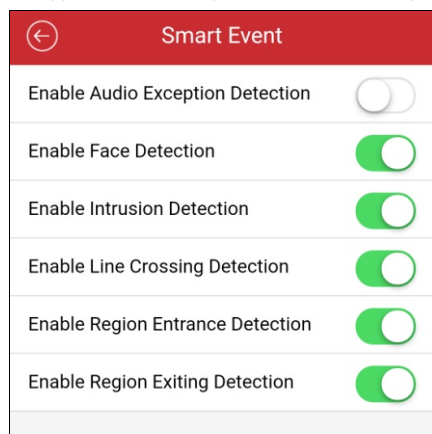 Smart Event
Enable Audio Exception Detection
Enable Face Detection
Enable Intrusion Detection
Enable Line Crossing Detection
Enable Region Entrance Detection
Enable Region Exiting Detection